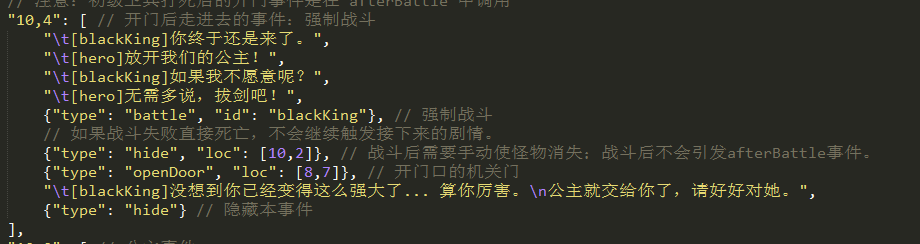 // 注意：初级卫兵打死后的开门事件是在 afterBattle 中调用
"10,4": [ // 开门后走进去的事件：强制战斗
"\t[blackKing]你终于还是来了。",
"\t[hero]放开我们的公主！",
"\t[blackKing]如果我不愿意呢？",
"\t[hero]无需多说，拔剑吧！",
{"type": "battle", "id": "blackKing"}, // 强制战斗
// 如果战斗失败直接死亡，不会继续触发接下来的剧情。
{"type": "hide", "loc": [10,2]}, // 战斗后需要手动使怪物消失；战斗后不会引发afterBattle事件。
{"type": "openDoor", "loc": [8,7]}, // 开门口的机关门
"\t[blackKing]没想到你已经变得这么强大了... 算你厉害。\n公主就交给你了，请好好对她。",
{"type": "hide"} // 隐藏本事件
],